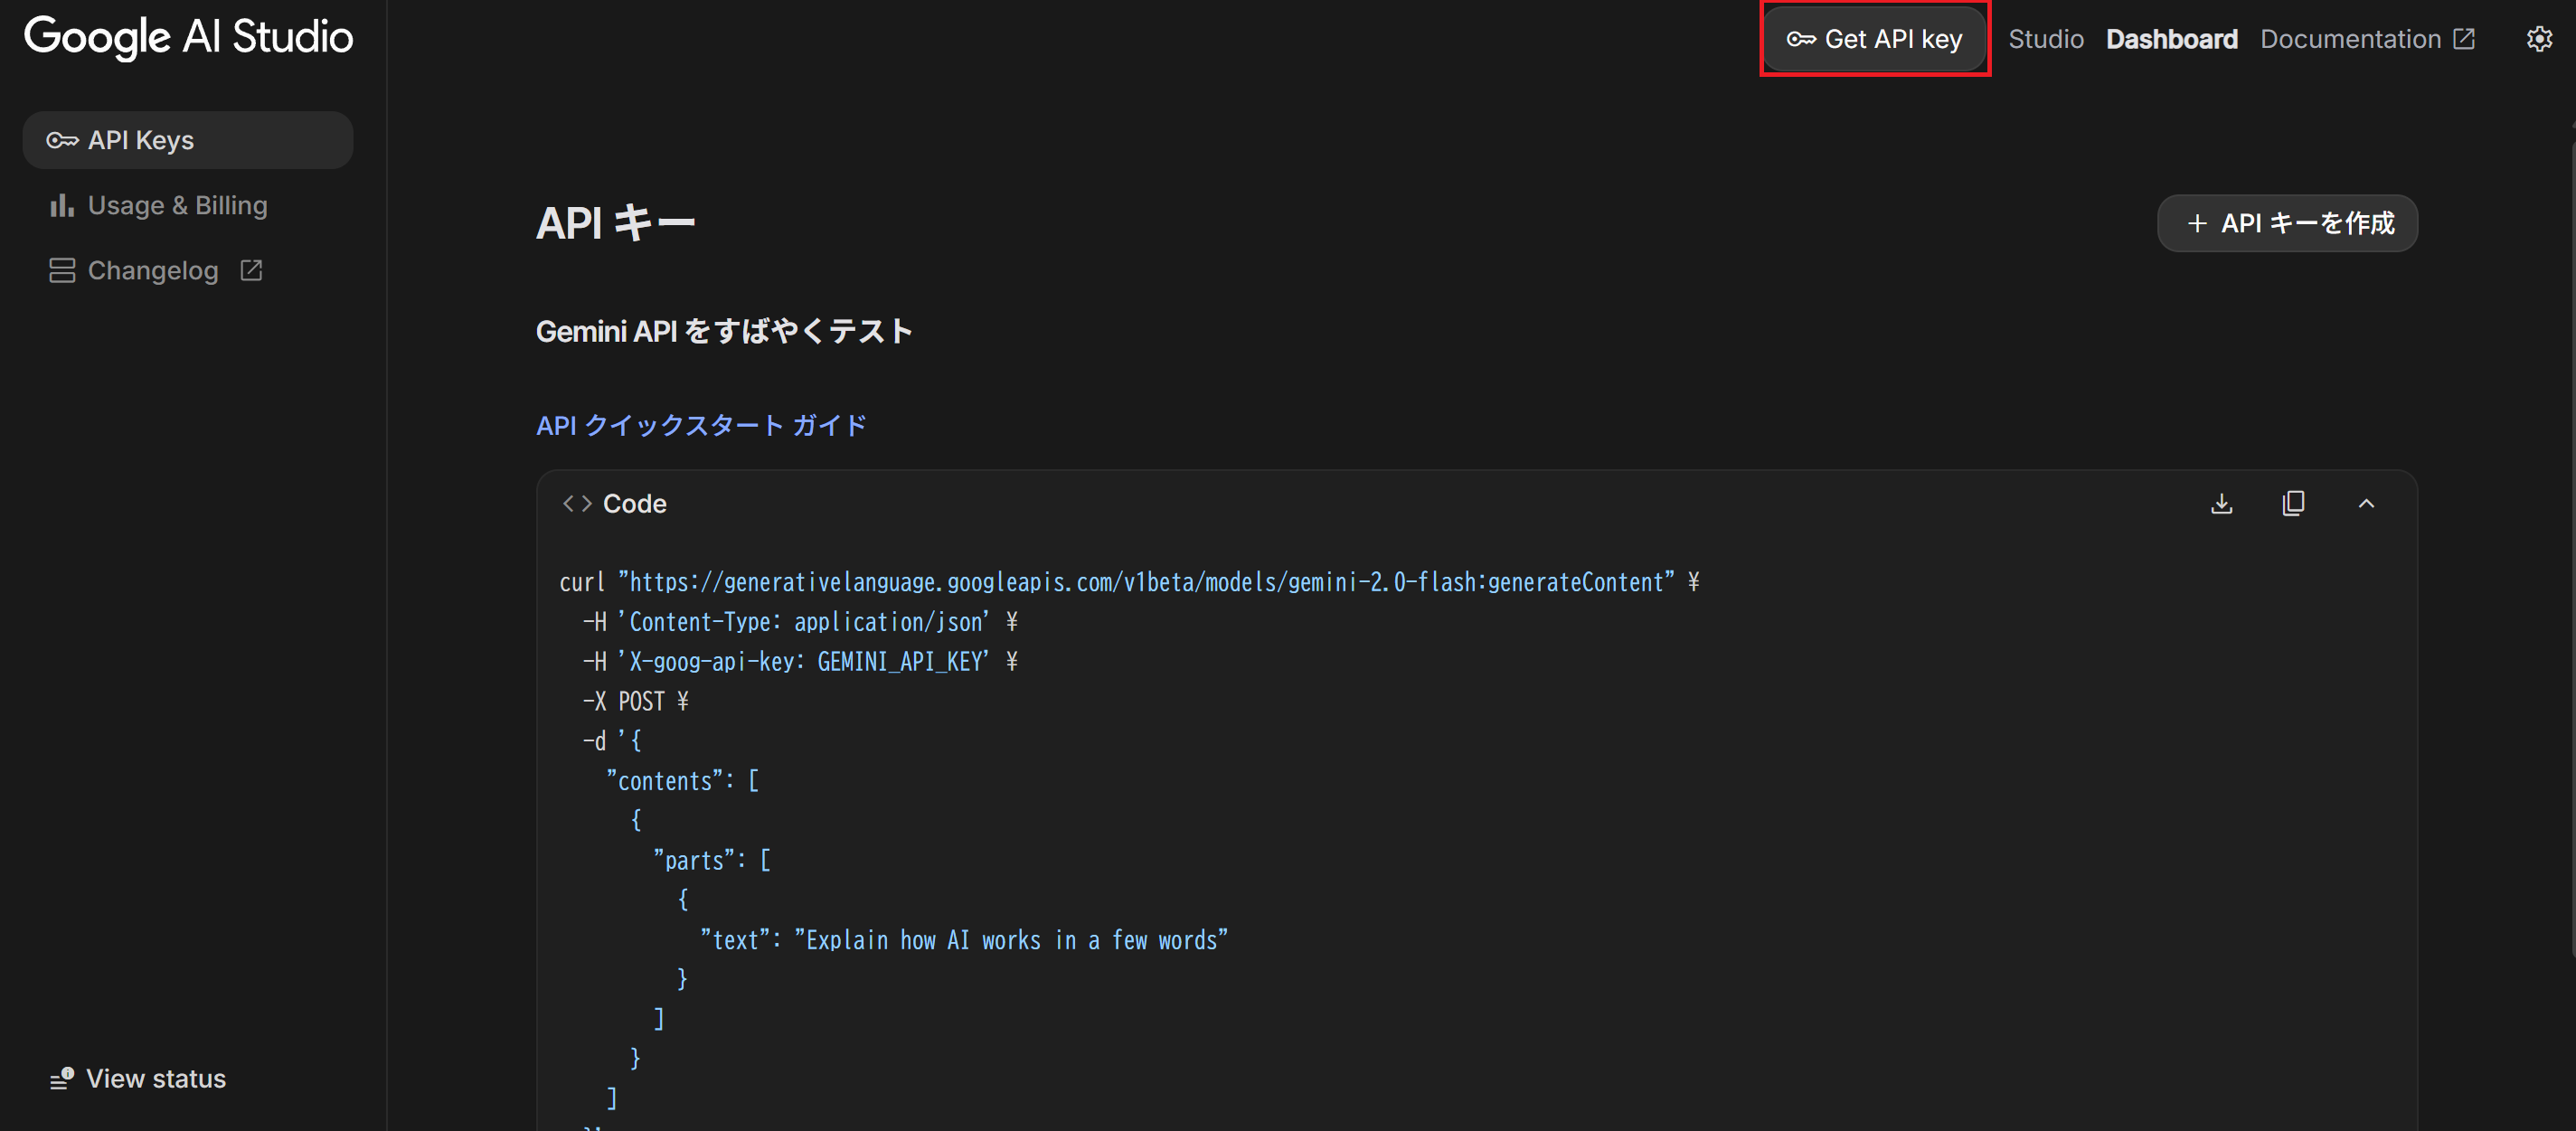 Google AI Studio
Get API key
Studio
Dashboard
Documentation
API Keys
Usage & Billing
Changelog
View status
API キー
+ API キーを作成
Gemini API をすばやくテスト
API クイックスタート ガイド
<> Code
curl "https://generativelanguage.googleapis.com/v1beta/models/gemini-2.0-flash:generateContent" ¥
-H 'Content-Type: application/json' ¥
-H 'X-goog-api-key: GEMINI_API_KEY' ¥
-X POST ¥
-d '{
"contents": [
{
"parts": [
{
"text": "Explain how AI works in a few words"
}
]
}
]